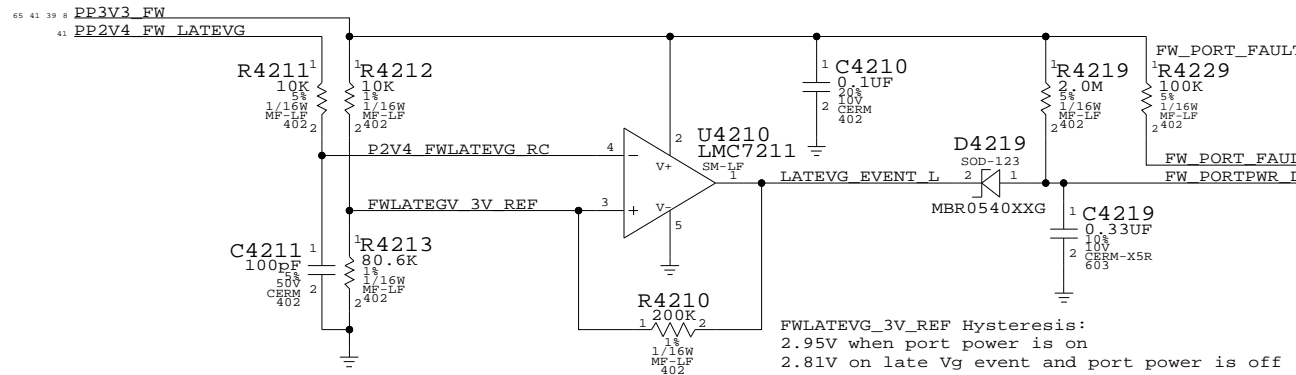 65 41 39 8 PP3V3_FW
41 PP2V4_FW_LATEVG
FW_PORT_FAULT
1
R4211
10K
5%
1/16W
MF-LF
402
2
1
R4212
10K
1%
1/16W
MF-LF
402
2
1
C4210
0.1UF
20%
10V
CERM
402
2
1
R4219
2.0M
5%
1/16W
MF-LF
402
2
1
R4229
100K
5%
1/16W
MF-LF
402
2
P2V4_FWLATEVG_RC
4
−
2
V+
U4210
LMC7211
SM-LF
1
LATEVG_EVENT_L
D4219
SOD-123
2
1
MBR0540XXG
FW_PORT_FAUL
FW_PORTPWR_D
FWLATEGV_3V_REF
3
+
V-
5
1
C4211
100pF
5%
50V
CERM
402
2
1
R4213
80.6K
1%
1/16W
MF-LF
402
2
1
C4219
0.33UF
10%
10V
CERM-X5R
603
2
R4210
1
200K
2
1%
1/16W
MF-LF
402
FWLATEVG_3V_REF Hysteresis:
2.95V when port power is on
2.81V on late Vg event and port power is off